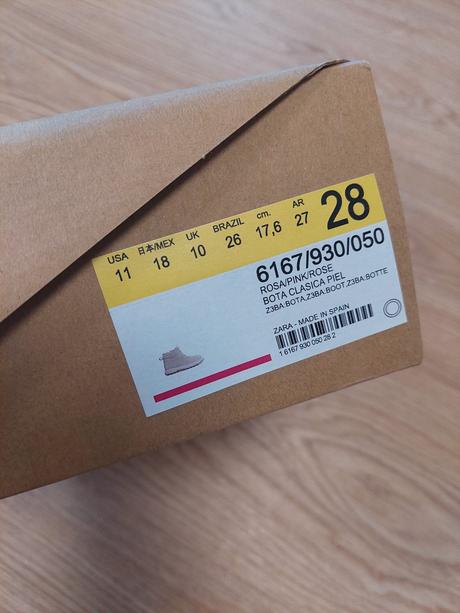 USA 日本/MEX UK BRAZIL cm. AR 28
11 18 10 26 17,6 27
6167/930/050
ROSA/PINK/ROSE
BOTA CLASICA PIEL
Z3BA:BOTA,Z3BA:BOOT,Z3BA:BOTTE
ZARA - MADE IN SPAIN
1 6167 930 050 28 2